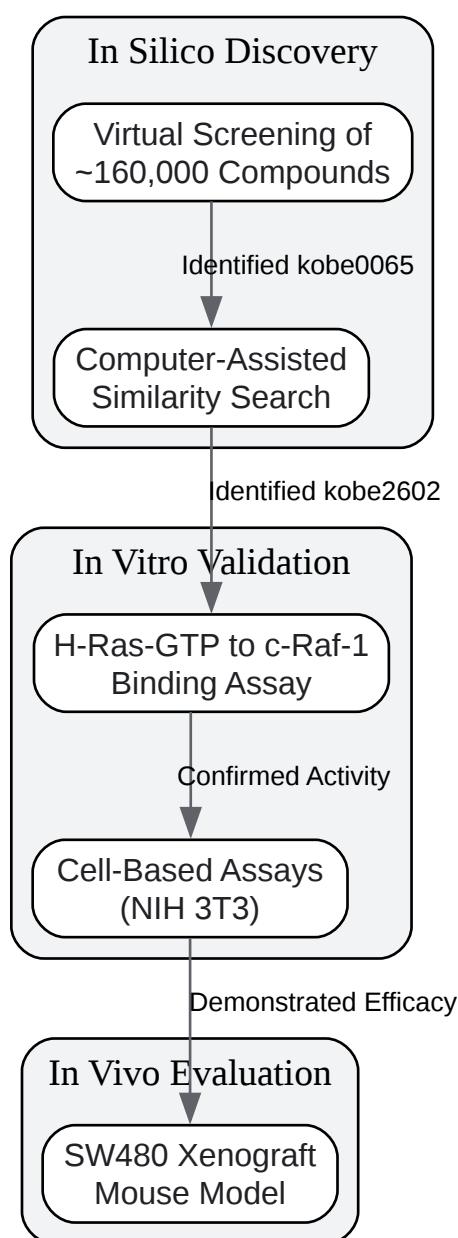 In Silico Discovery
Virtual Screening of
~160,000 Compounds
Identified kobe0065
Computer-Assisted
Similarity Search
Identified kobe2602
In Vitro Validation
H-Ras-GTP to c-Raf-1
Binding Assay
Confirmed Activity
Cell-Based Assays
(NIH 3T3)
Demonstrated Efficacy
In Vivo Evaluation
SW480 Xenograft
Mouse Model